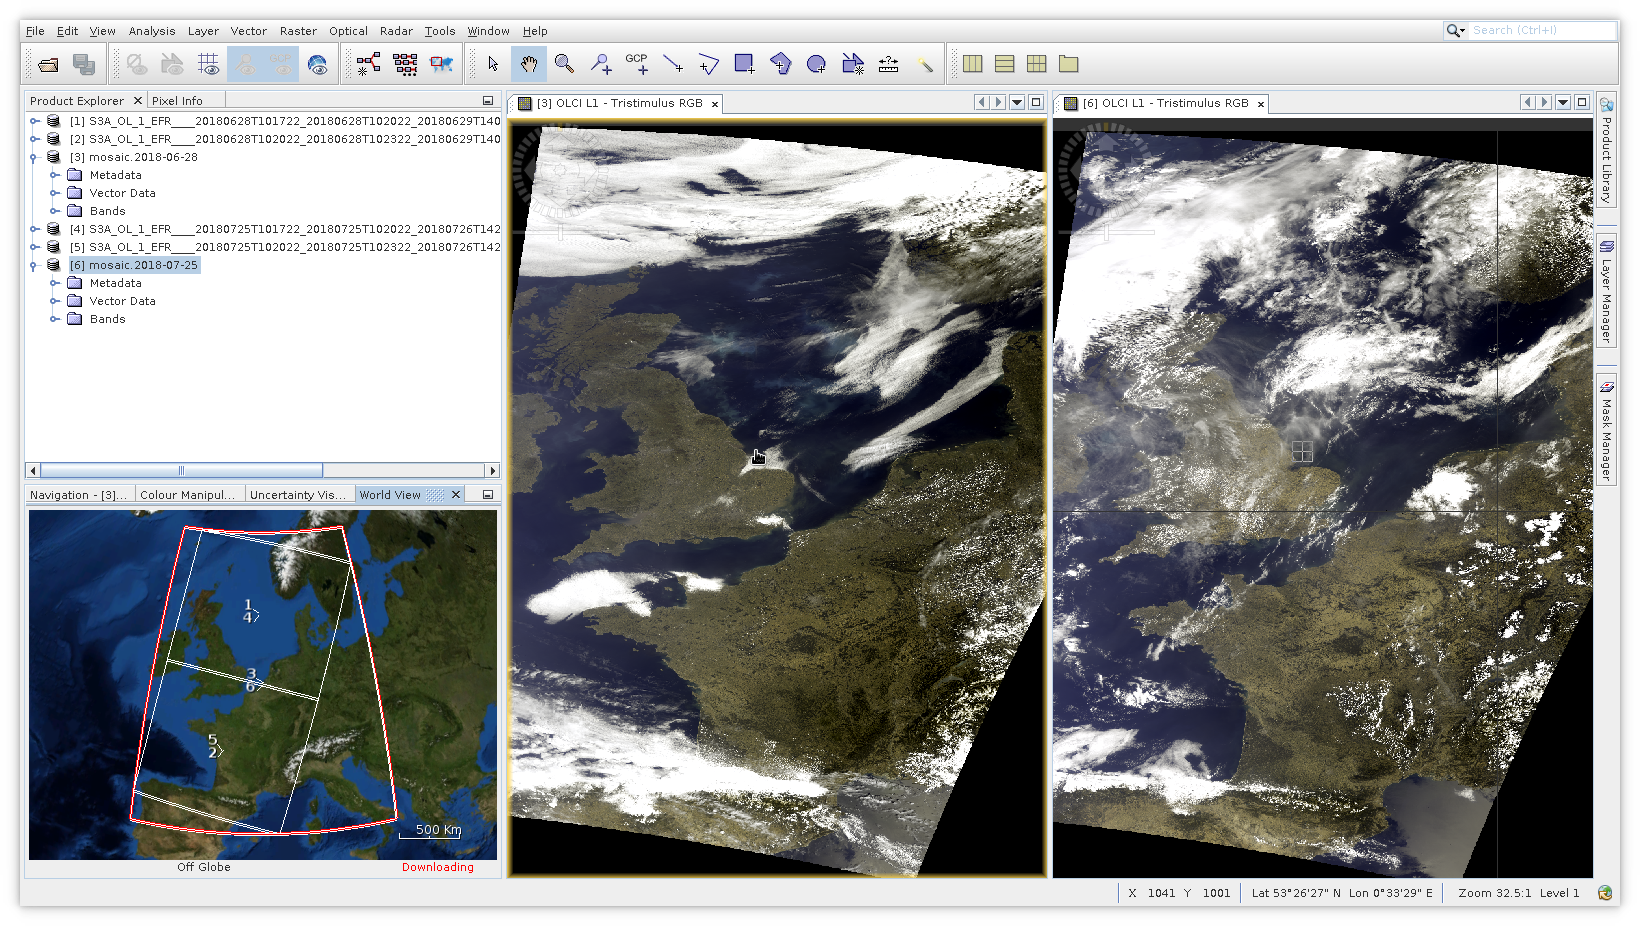 File Edit View Analysis Layer Vector Raster Optical Radar Tools Window Help
Search (Ctrl+I)
GCP GCP
Product Explorer Pixel Info
[1] S3A_OL_1_EFR____20180628T101722_20180628T102022_20180629T140
[2] S3A_OL_1_EFR____20180628T102022_20180628T102322_20180629T140
[3] mosaic.2018-06-28
Metadata
Vector Data
Bands
[4] S3A_OL_1_EFR____20180725T101722_20180725T102022_20180726T142
[5] S3A_OL_1_EFR____20180725T102022_20180725T102322_20180726T142
[6] mosaic.2018-07-25
Metadata
Vector Data
Bands
Navigation - [3]... Colour Manipul... Uncertainty Vis... World View
1
4
3
6
5
2
500 Km
Off Globe Downloading
[3] OLCI L1 - Tristimulus RGB
[6] OLCI L1 - Tristimulus RGB
Product Library
Layer Manager
Mask Manager
X 1041 Y 1001 Lat 53°26'27" N Lon 0°33'29" E Zoom 32.5:1 Level 1